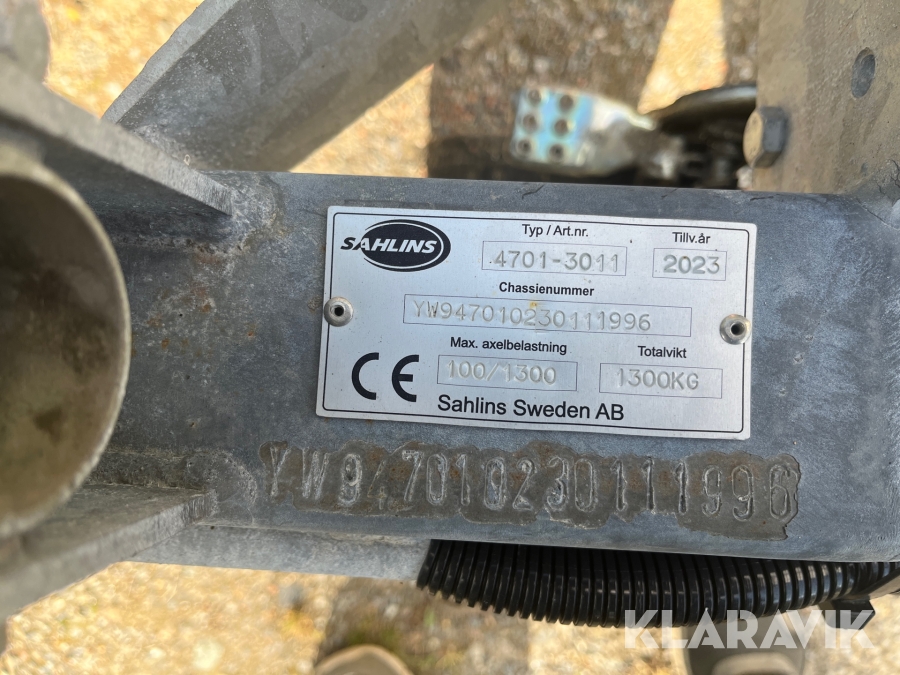 SAHLINS
Typ / Art.nr.
Tillv.år
4701-3011
2023
Chassienummer
YW947010230111996
Max. axelbelastning
Totalvikt
100/1300
1300KG
CE
Sahlins Sweden AB
YW947010230111996
KLARAVIK